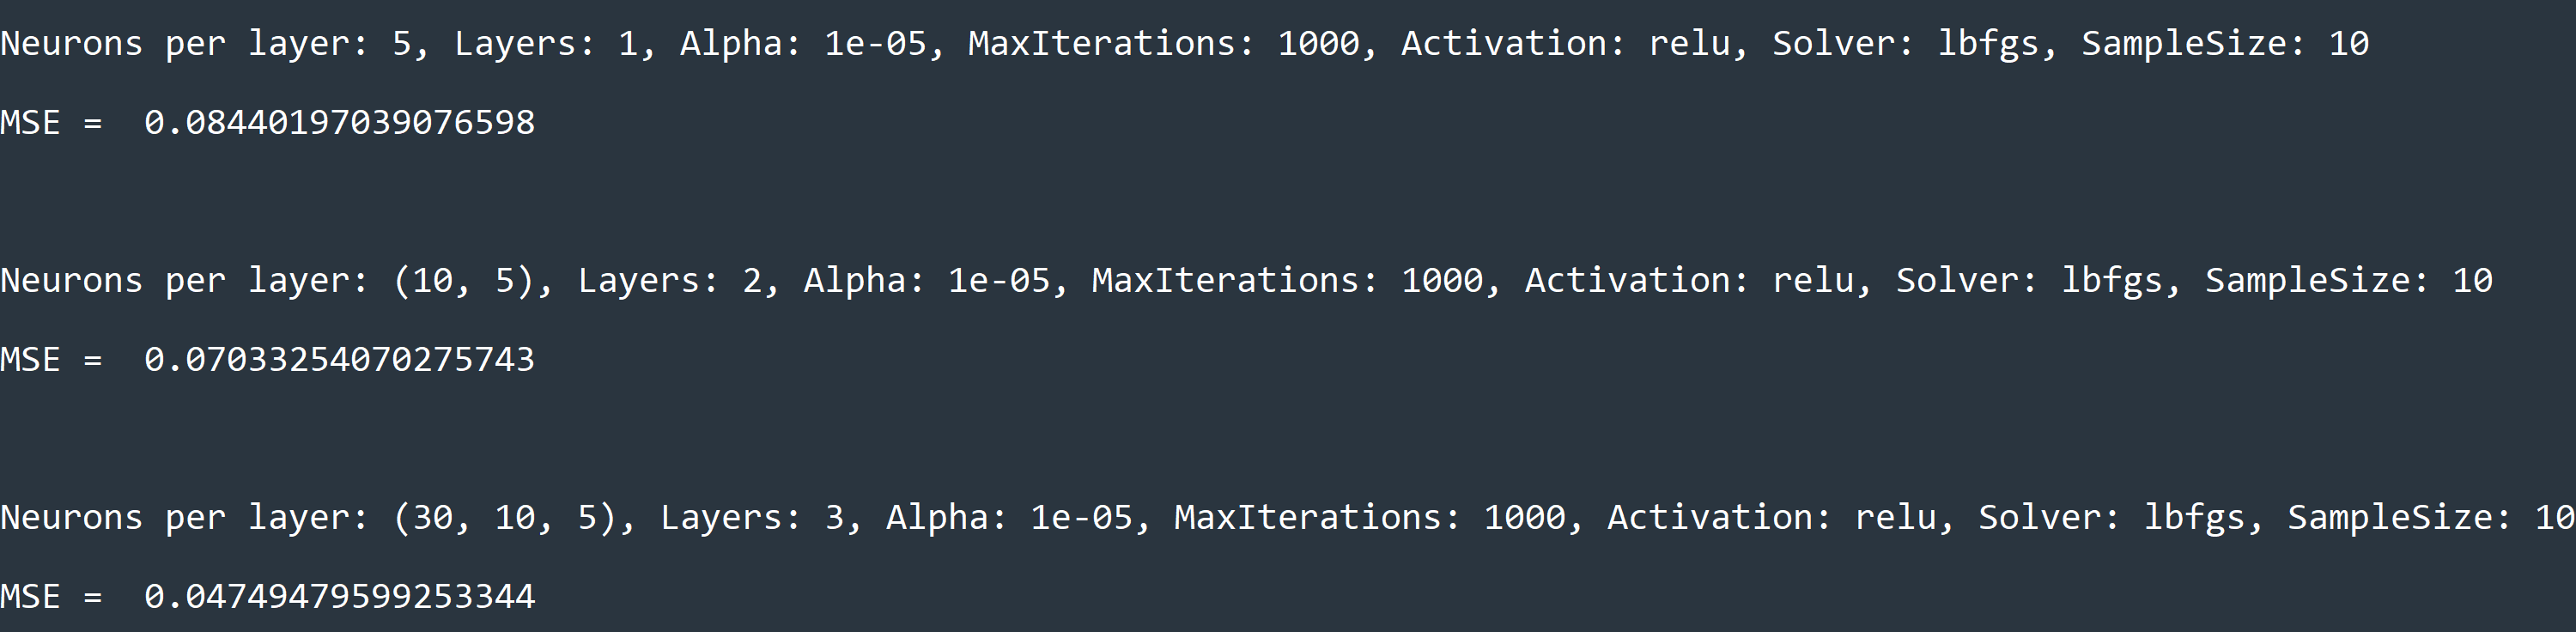 Neurons per layer: 5, Layers: 1, Alpha: 1e-05, MaxIterations: 1000, Activation: relu, Solver: lbfgs, SampleSize: 10
MSE =  0.08440197039076598
Neurons per layer: (10, 5), Layers: 2, Alpha: 1e-05, MaxIterations: 1000, Activation: relu, Solver: lbfgs, SampleSize: 10
MSE =  0.07033254070275743
Neurons per layer: (30, 10, 5), Layers: 3, Alpha: 1e-05, MaxIterations: 1000, Activation: relu, Solver: lbfgs, SampleSize: 10
MSE =  0.04749479599253344